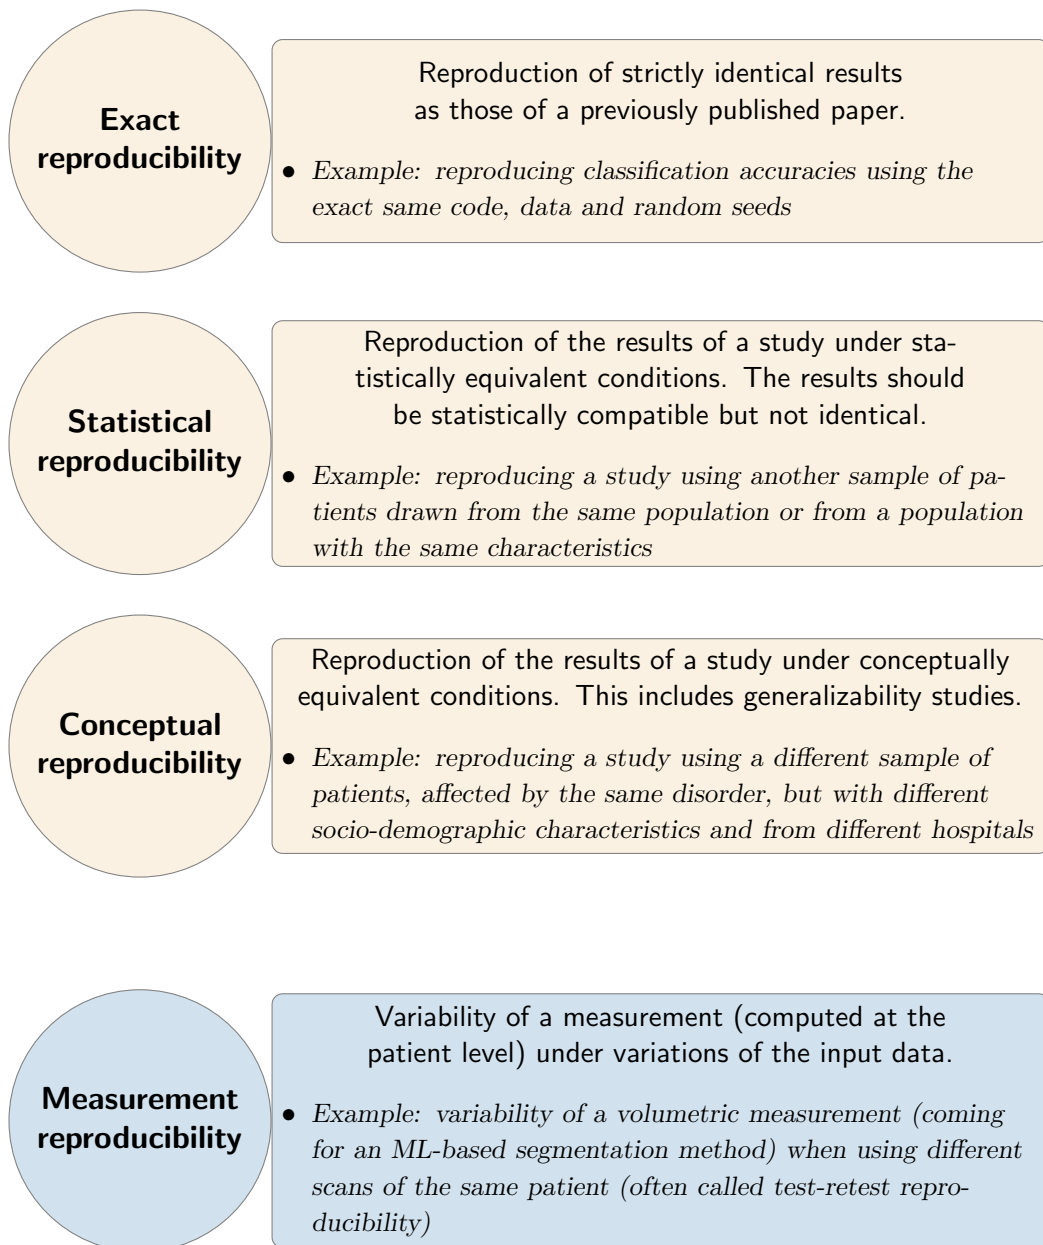 Exact
reproducibility
Reproduction of strictly identical results
as those of a previously published paper.
• Example: reproducing classification accuracies using the
exact same code, data and random seeds
Statistical
reproducibility
Reproduction of the results of a study under sta-
tistically equivalent conditions. The results should
be statistically compatible but not identical.
• Example: reproducing a study using another sample of pa-
tients drawn from the same population or from a population
with the same characteristics
Conceptual
reproducibility
Reproduction of the results of a study under conceptually
equivalent conditions. This includes generalizability studies.
• Example: reproducing a study using a different sample of
patients, affected by the same disorder, but with different
socio-demographic characteristics and from different hospitals
Measurement
reproducibility
Variability of a measurement (computed at the
patient level) under variations of the input data.
• Example: variability of a volumetric measurement (coming
for an ML-based segmentation method) when using different
scans of the same patient (often called test-retest repro-
ducibility)